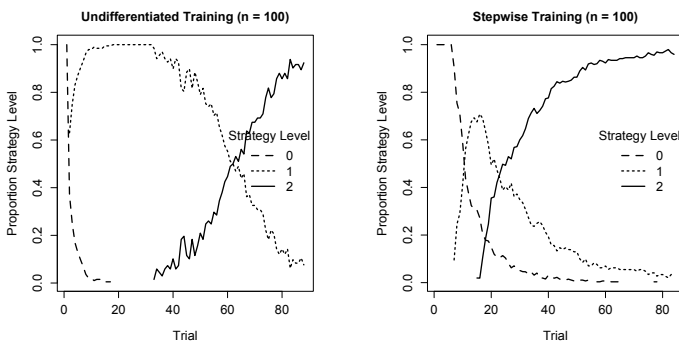 Undifferentiated Training (n = 100)
Proportion Strategy Level
0.0 0.2 0.4 0.6 0.8 1.0
Strategy Level
0
1
2
0 20 40 60 80
Trial
Stepwise Training (n = 100)
Proportion Strategy Level
0.0 0.2 0.4 0.6 0.8 1.0
Strategy Level
0
1
2
0 20 40 60 80
Trial